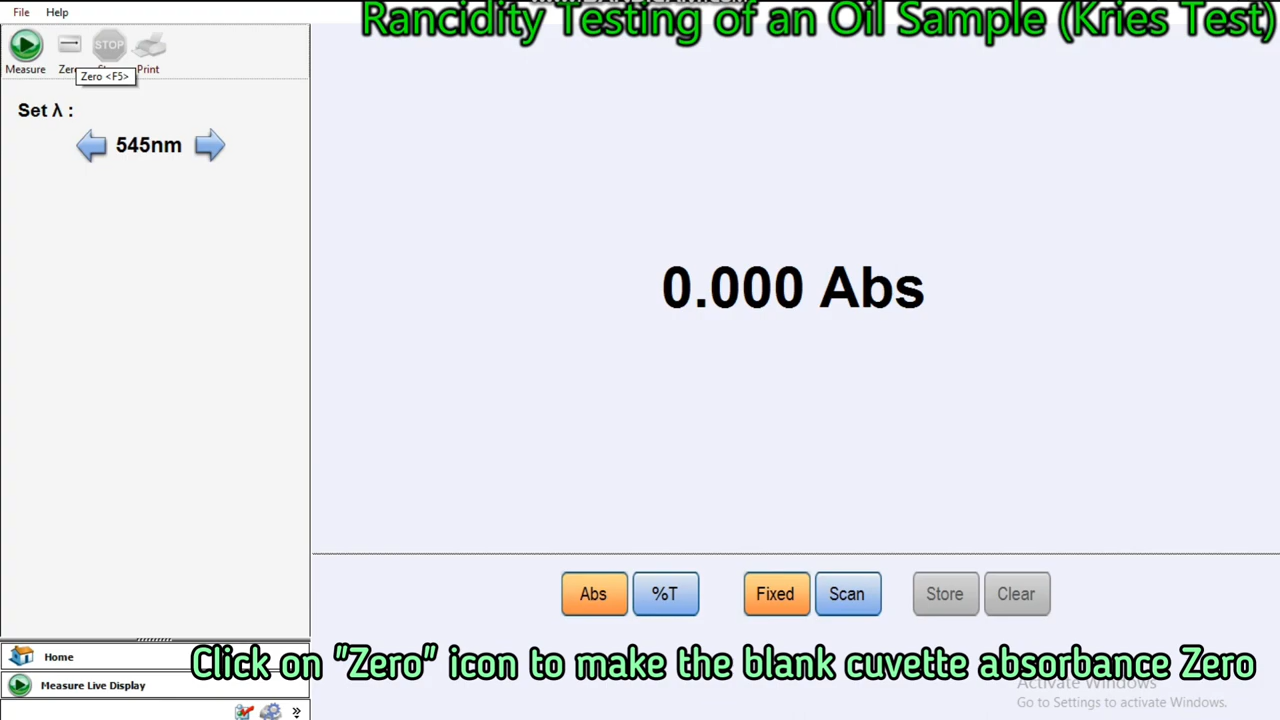 Rancidity Testing of an Oil Sample (Kries Test)
File Help
STOP
Measure Print
Zero <F5>
Set λ :
545nm
0.000 Abs
Abs %T Fixed Scan Store Clear
Home
Click on "Zero" icon to make the blank cuvette absorbance Zero
Measure Live Display
Activate Windows
Go to Settings to activate Windows.